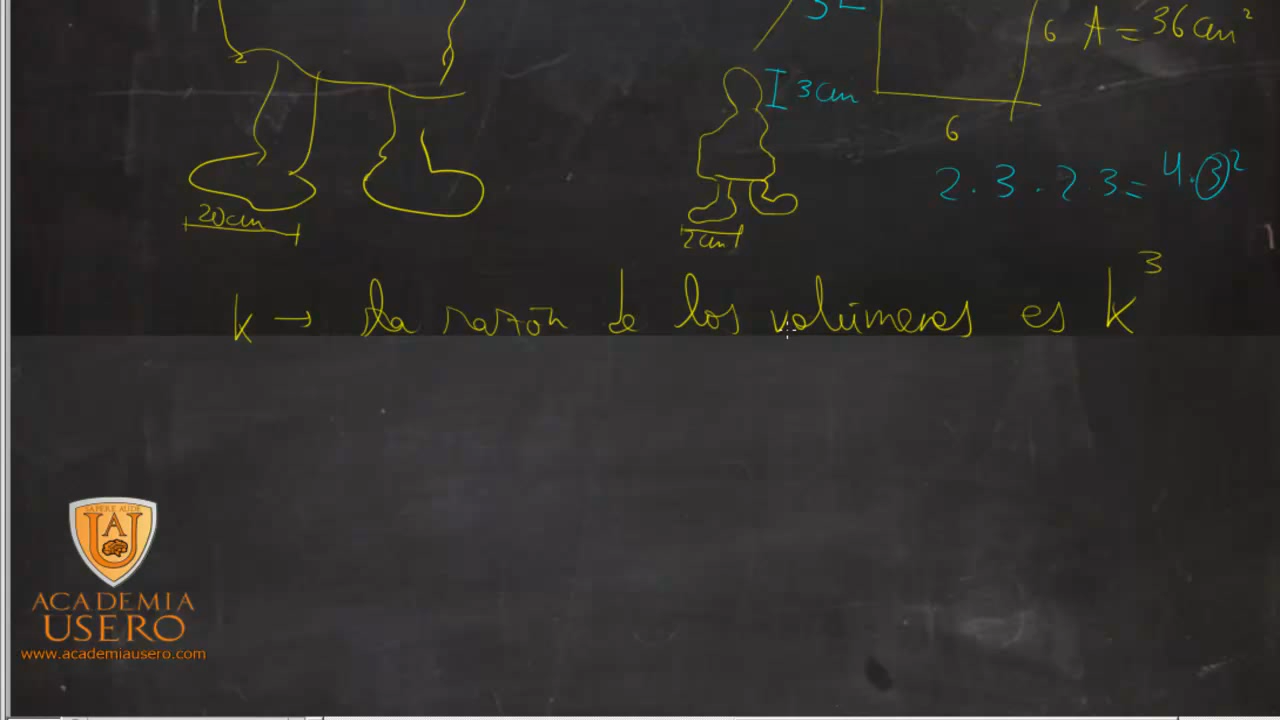 6 A = 36 cm²
3 cm
6
2 · 3 · 2 · 3 = 4 · 3²
20 cm
2 cm
k → la razón de los volúmenes es k³
SAPERE AUDE
UA
ACADEMIA
USERO
www.academiausero.com